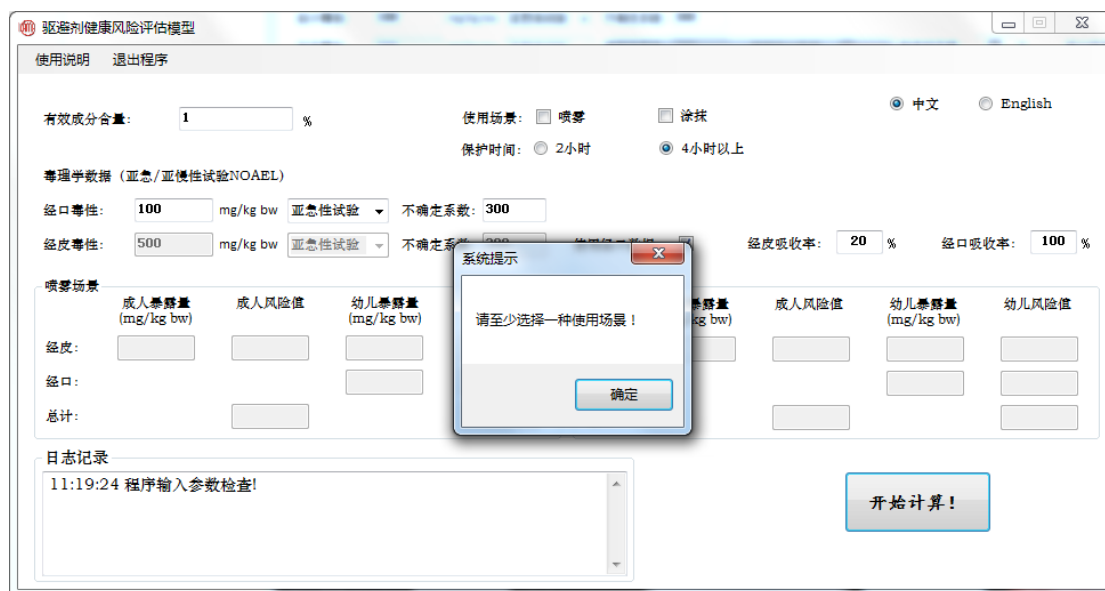 驱避剂健康风险评估模型
使用说明 退出程序
有效成分含量: 1 %
使用场景: 喷雾 涂抹
中文 English
保护时间: 2小时 4小时以上
毒理学数据（亚急/亚慢性试验NOAEL）
经口毒性: 100 mg/kg bw 亚急性试验 不确定系数: 300
经皮毒性: 500 mg/kg bw 亚急性试验 不确定系数
经皮吸收率: 20 % 经口吸收率: 100 %
系统提示
请至少选择一种使用场景！
确定
喷雾场景
成人暴露量 (mg/kg bw) 成人风险值 幼儿暴露量 (mg/kg bw)
成人风险值 幼儿暴露量 (mg/kg bw) 幼儿风险值
经皮:
经口:
总计:
日志记录
11:19:24 程序输入参数检查!
开始计算!